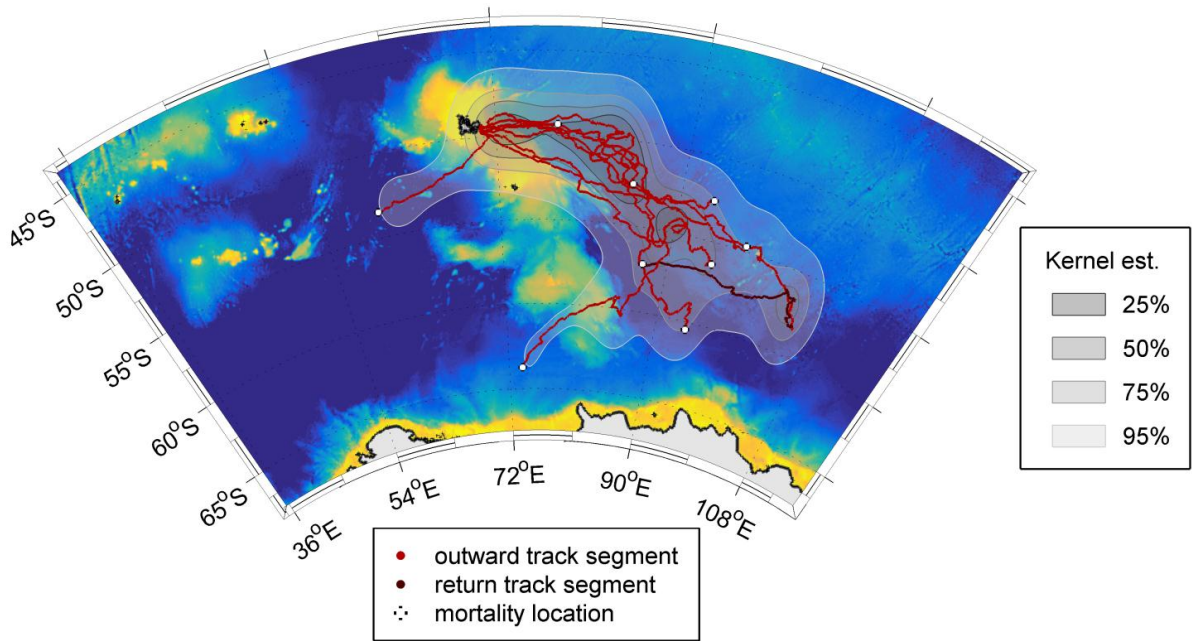 45°S
50°S
55°S
60°S
65°S
36°E
54°E
72°E
90°E
108°E
Kernel est.
25%
50%
75%
95%
outward track segment
return track segment
mortality location